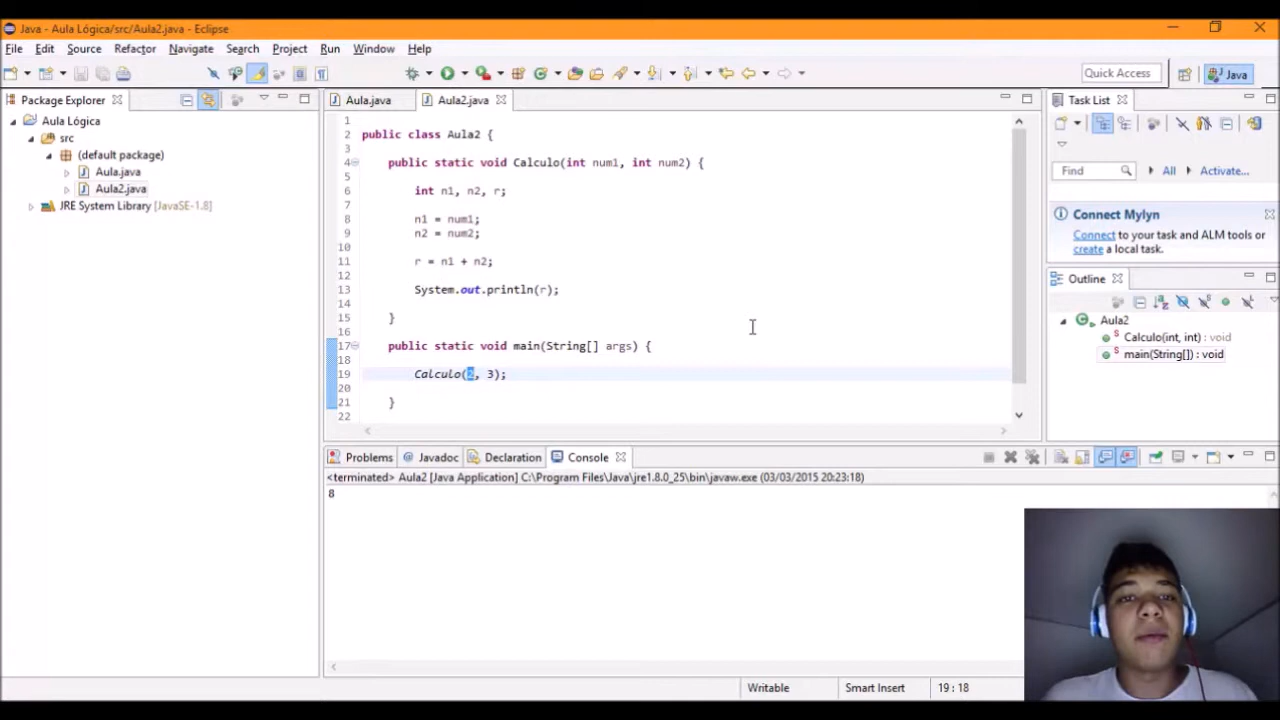 Java - Aula Lógica/src/Aula2.java - Eclipse
File Edit Source Refactor Navigate Search Project Run Window Help
Quick Access Java
Package Explorer
Aula Lógica
src
(default package)
Aula.java
Aula2.java
JRE System Library [JavaSE-1.8]
Aula.java Aula2.java
1
2 public class Aula2 {
3
4 public static void Calculo(int num1, int num2) {
5
6 int n1, n2, r;
7
8 n1 = num1;
9 n2 = num2;
10
11 r = n1 + n2;
12
13 System.out.println(r);
14
15 }
16
17 public static void main(String[] args) {
18
19 Calculo(2, 3);
20
21 }
22
Task List
Find All Activate...
Connect Mylyn
Connect to your task and ALM tools or
create a local task.
Outline
Aula2
Calculo(int, int) : void
main(String[]) : void
Problems @ Javadoc Declaration Console
<terminated> Aula2 [Java Application] C:\Program Files\Java\jre1.8.0_25\bin\javaw.exe (03/03/2015 20:23:18)
8
Writable Smart Insert 19 : 18